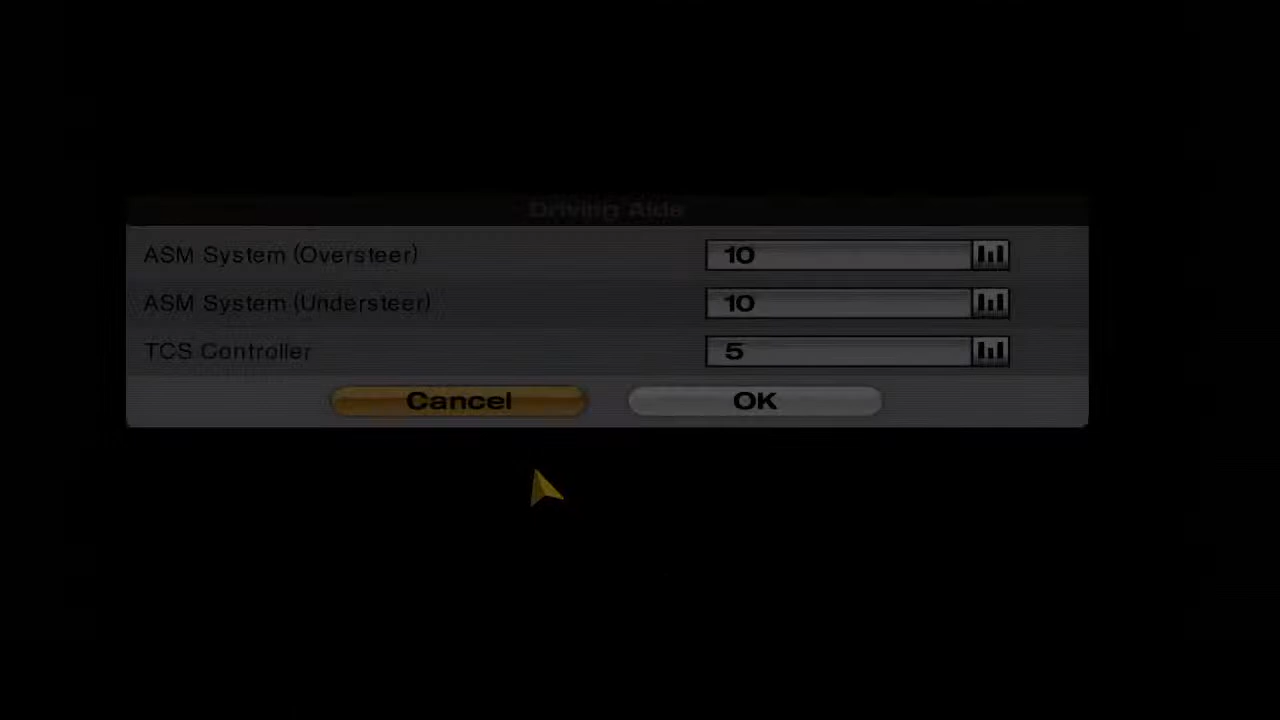 Driving Aids
ASM System (Oversteer) 10
ASM System (Understeer) 10
TCS Controller 5
Cancel OK